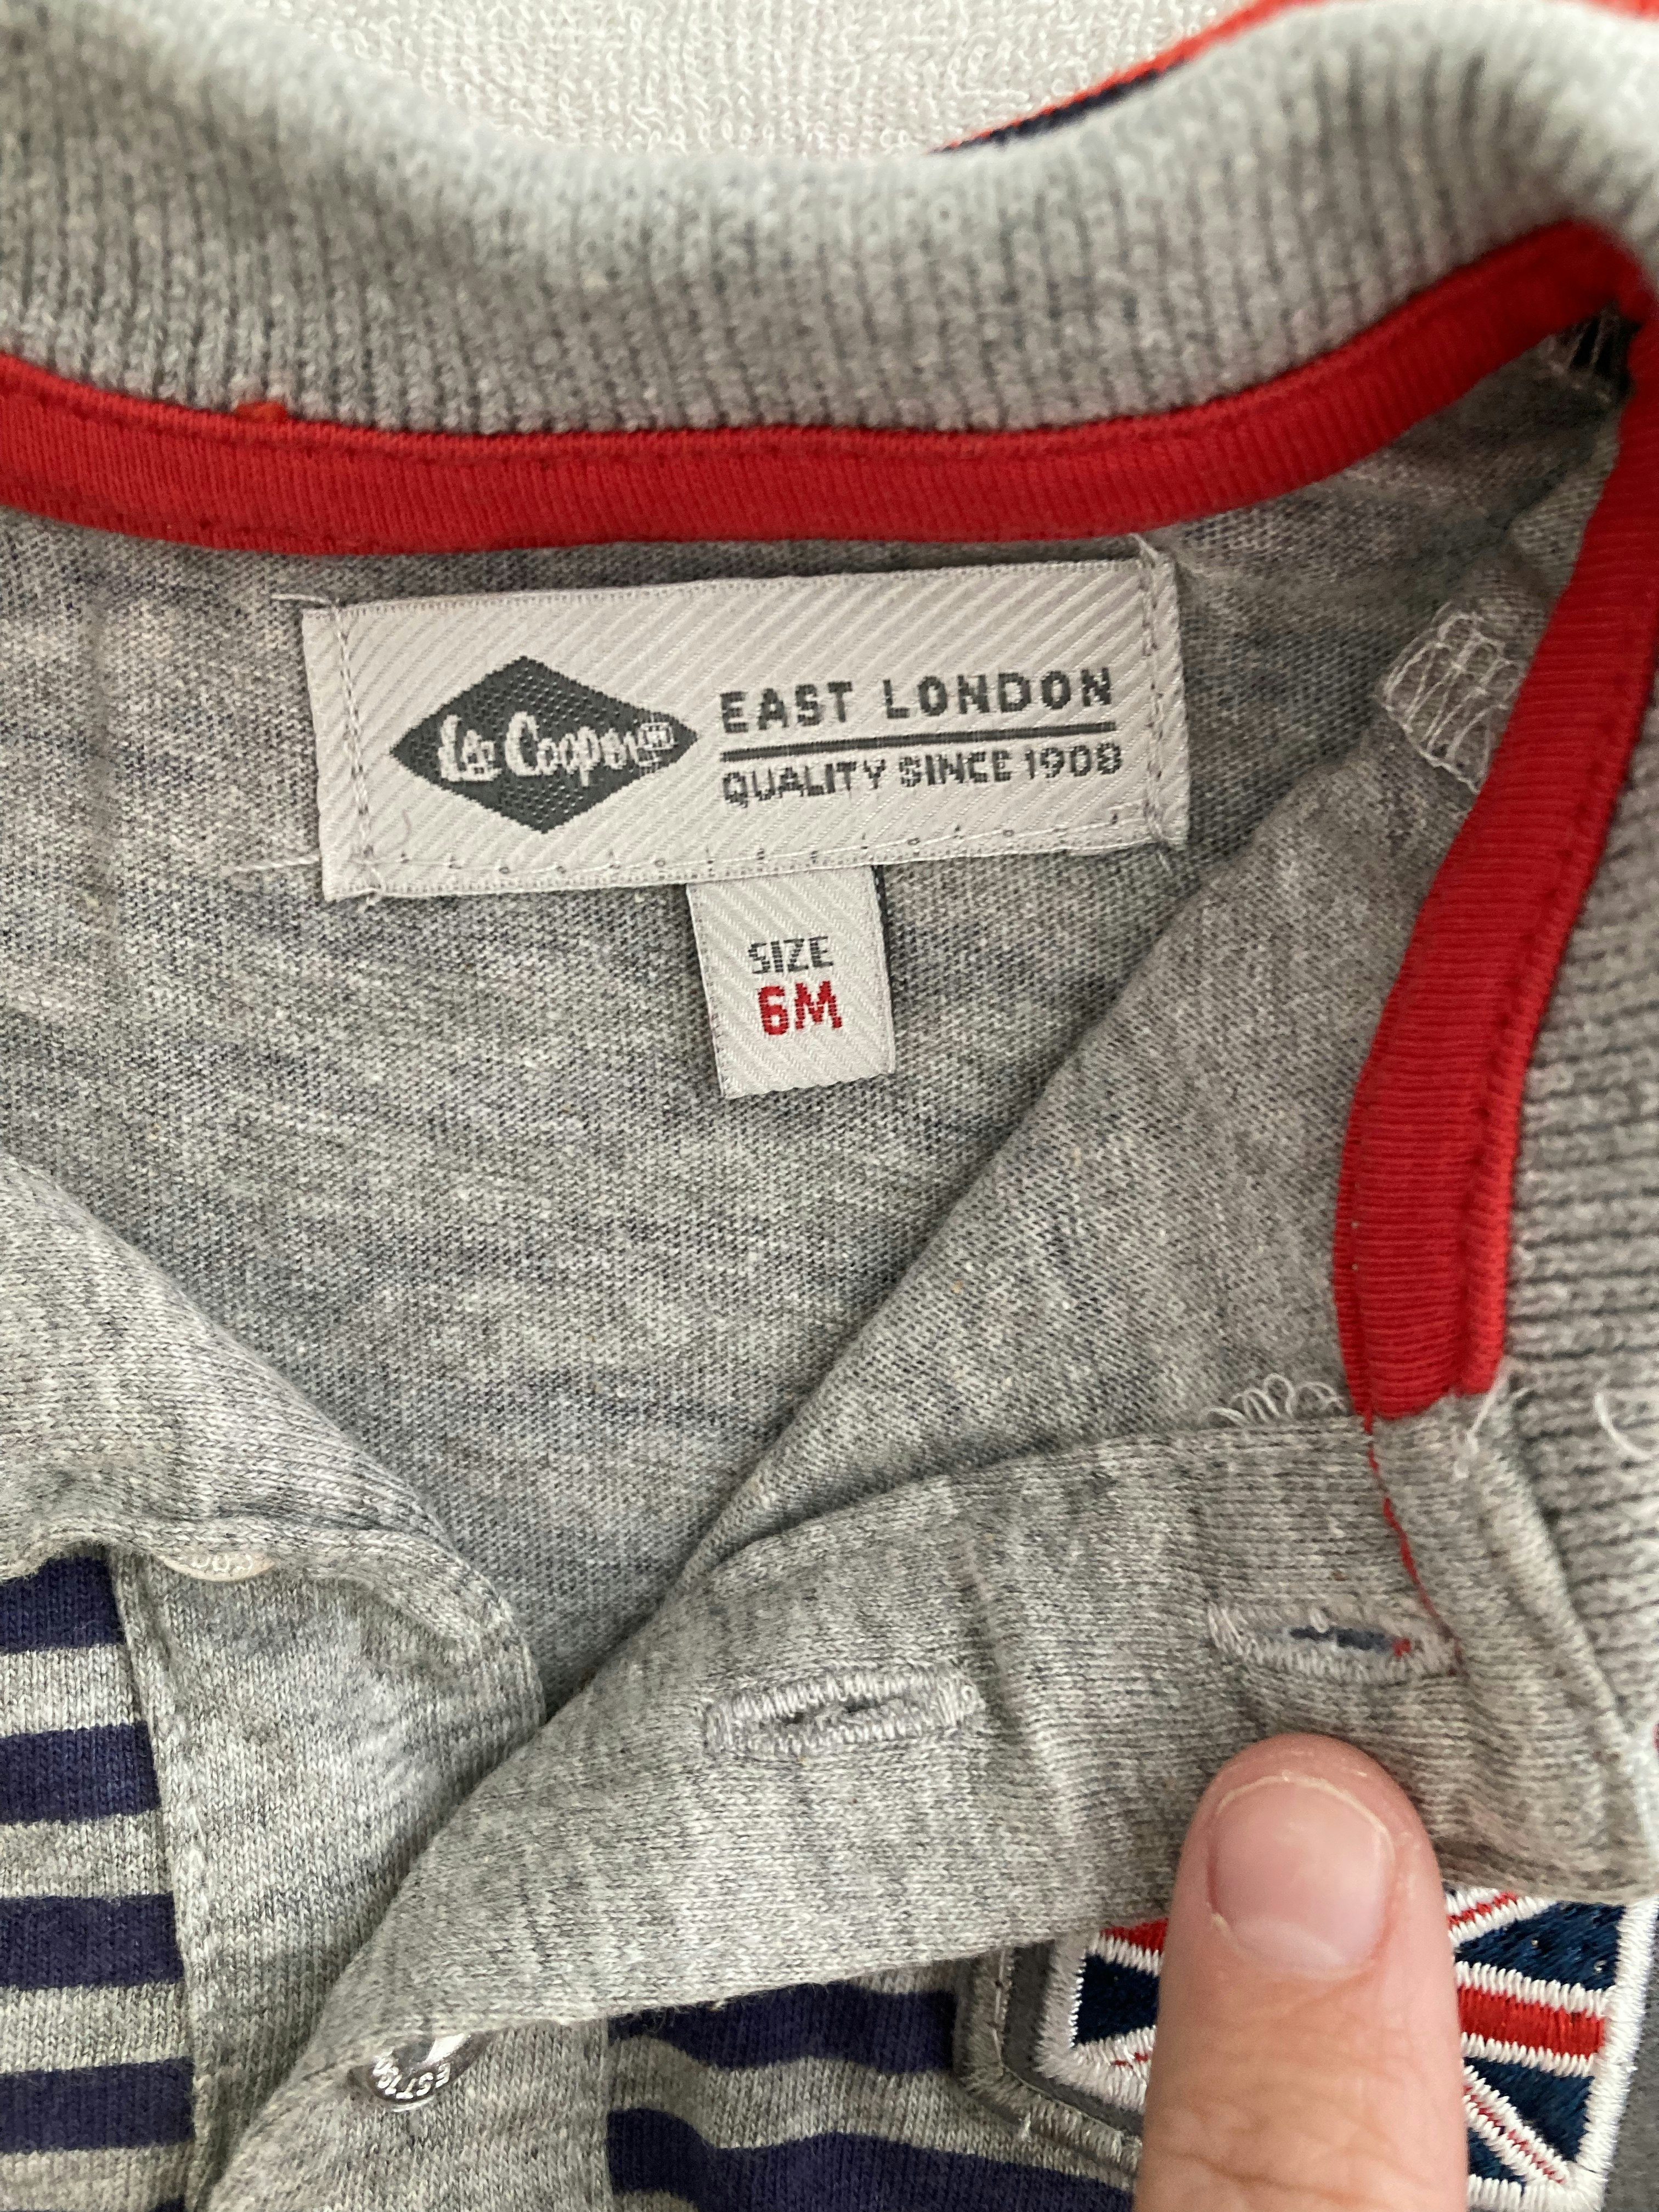 Lee Cooper
EAST LONDON
QUALITY SINCE 1908
SIZE
6M